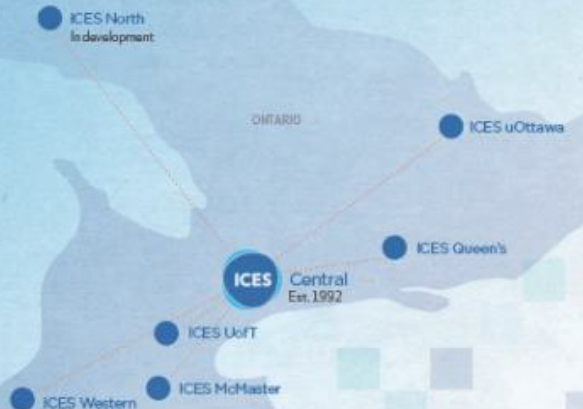 ICES North
In development
ONTARIO
ICES uOttawa
ICES Queen's
ICES Central
Est. 1992
ICES UofT
ICES McMaster
ICES Western